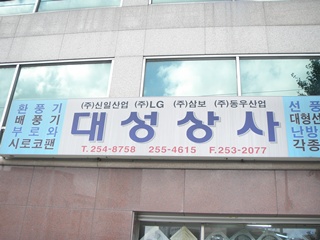 환풍기
배풍기
부로와
시로코팬
(주)신일산업 (주)LG (주)삼보 (주)동우산업
대성상사
T. 254-8758 255-4615 F. 253-2077
선풍
대형선
난방
각종